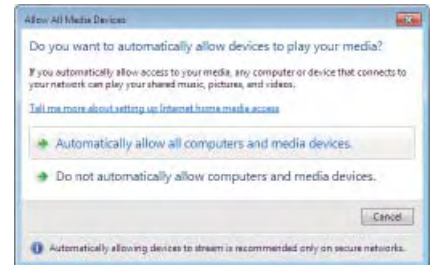 Allow All Media Devices
Do you want to automatically allow devices to play your media?
If you automatically allow access to your media, any computer or device that connects to
your network can play your shared music, pictures, and videos.
Tell me more about setting up Internet home media access
Automatically allow all computers and media devices.
Do not automatically allow computers and media devices.
Cancel
Automatically allowing devices to stream is recommended only on secure networks.